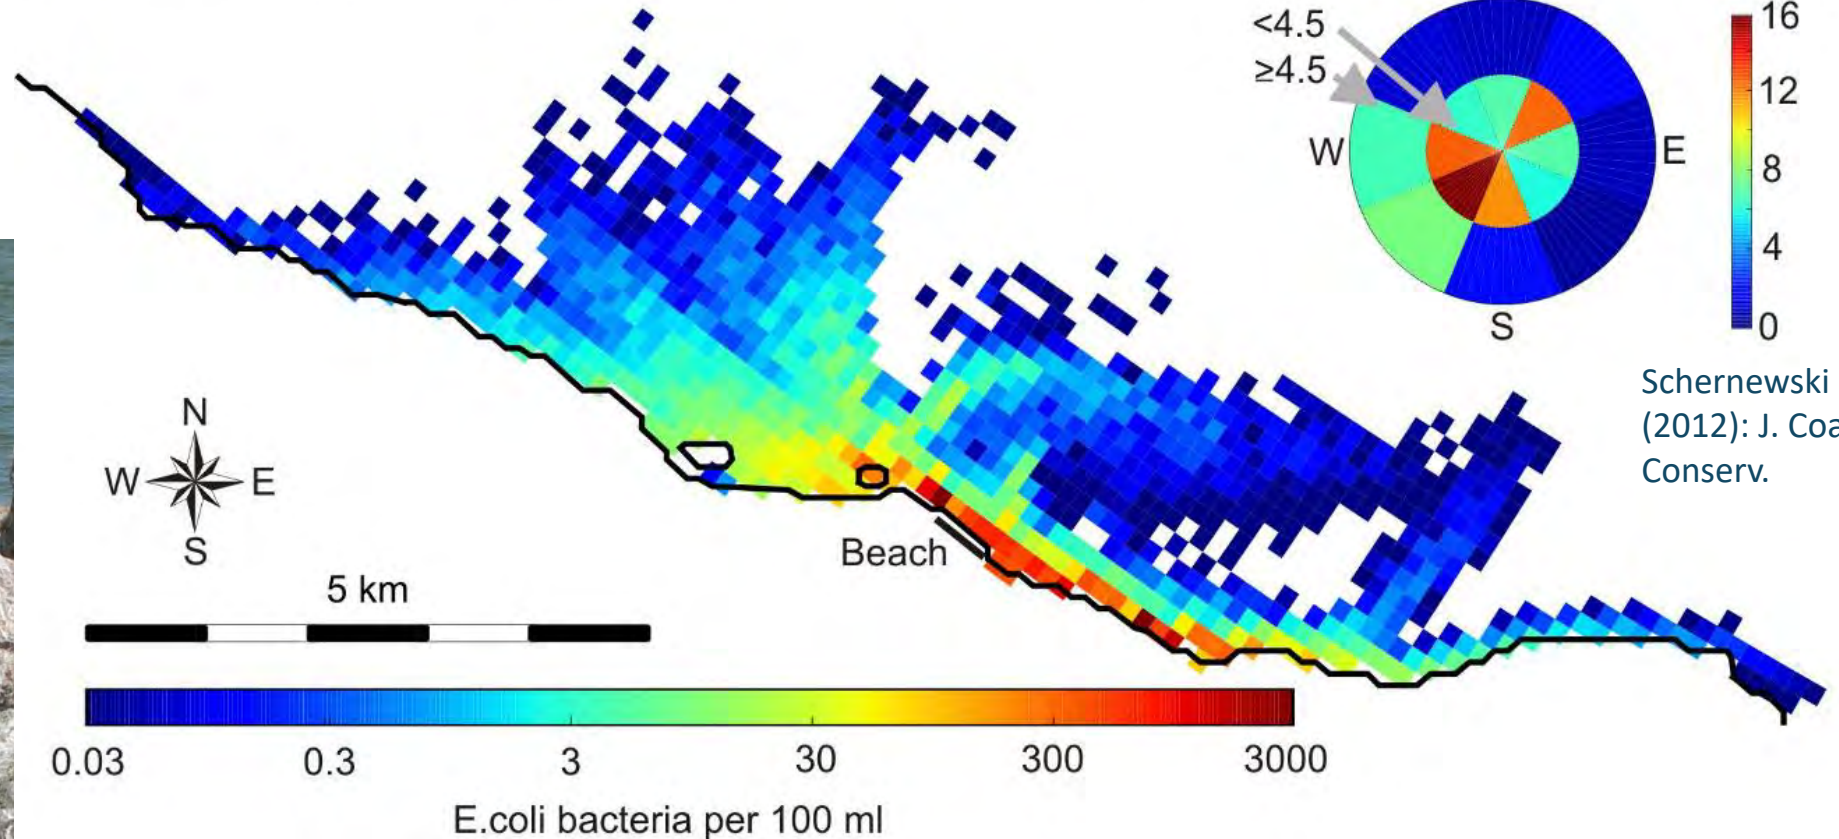 <4.5
≥4.5
W
E
S
16
12
8
4
0
Schernewski
(2012): J. Coa
Conserv.
N
W
E
S
Beach
5 km
0.03 0.3 3 30 300 3000
E.coli bacteria per 100 ml